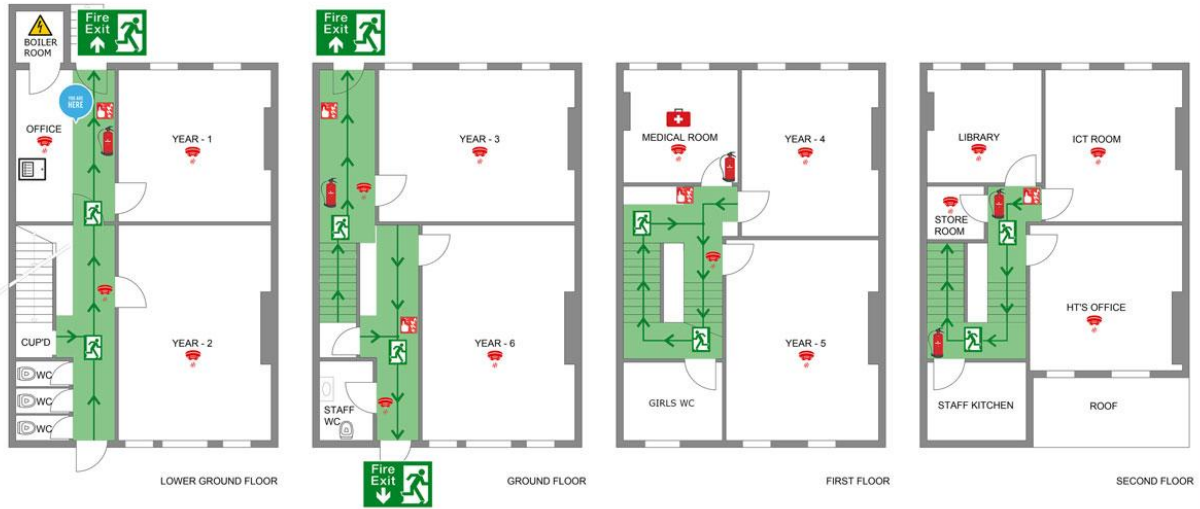 Fire
Exit
BOILER
ROOM
YOU ARE
HERE
OFFICE
YEAR - 1
CUP'D
YEAR - 2
WC
WC
WC
LOWER GROUND FLOOR
Fire
Exit
YEAR - 3
YEAR - 6
STAFF
WC
Fire
Exit
GROUND FLOOR
MEDICAL ROOM
YEAR - 4
YEAR - 5
GIRLS WC
FIRST FLOOR
LIBRARY
ICT ROOM
STORE
ROOM
HT'S OFFICE
STAFF KITCHEN
ROOF
SECOND FLOOR